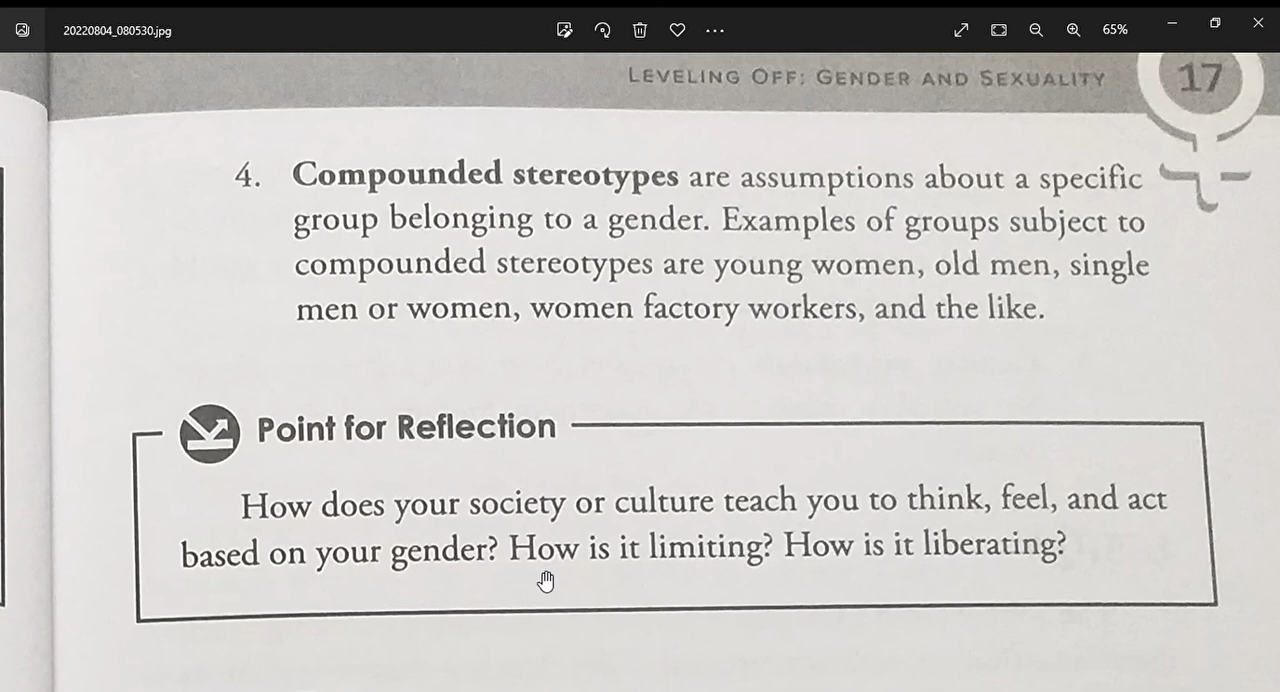 20220804_080530.jpg
65%
LEVELING OFF: GENDER AND SEXUALITY
17
4. Compounded stereotypes are assumptions about a specific
group belonging to a gender. Examples of groups subject to
compounded stereotypes are young women, old men, single
men or women, women factory workers, and the like.
Point for Reflection
How does your society or culture teach you to think, feel, and act
based on your gender? How is it limiting? How is it liberating?